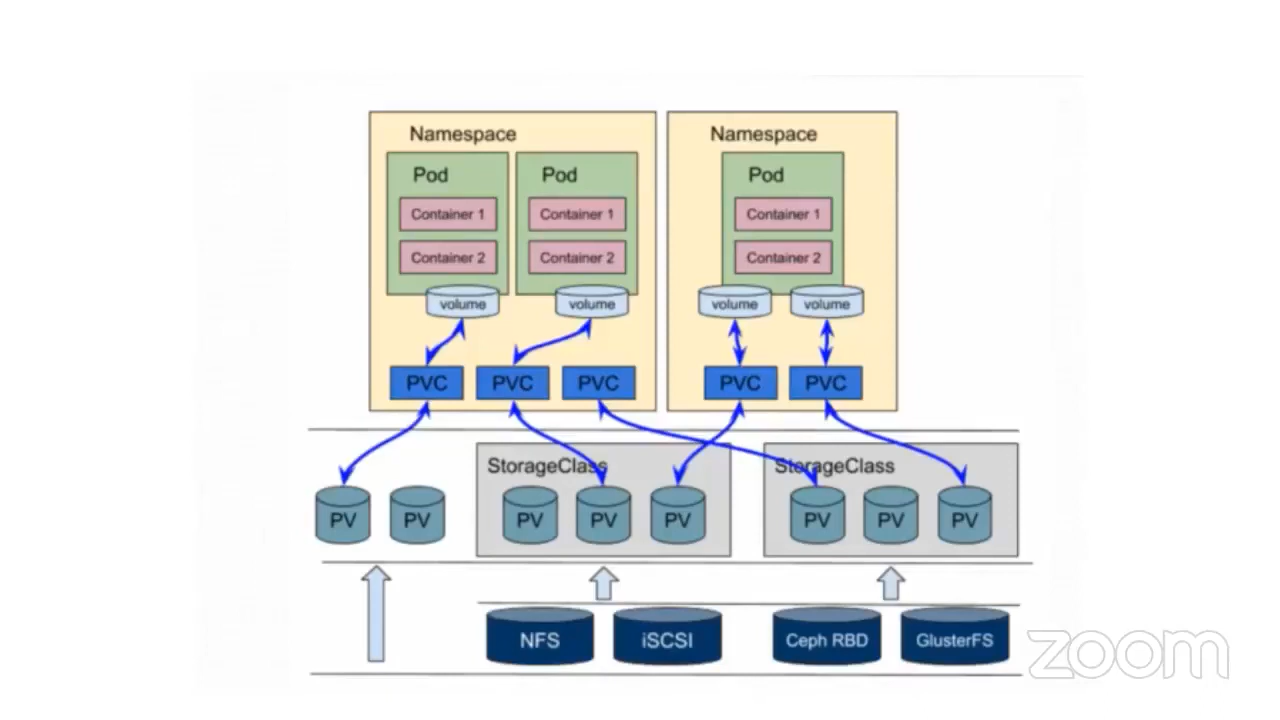 Namespace
Namespace
Pod
Pod
Pod
Container 1
Container 1
Container 1
Container 2
Container 2
Container 2
volume
volume
volume
volume
PVC
PVC
PVC
PVC
PVC
StorageClass
StorageClass
PV
PV
PV
PV
PV
PV
PV
PV
NFS
iSCSI
Ceph RBD
GlusterFS
zoom